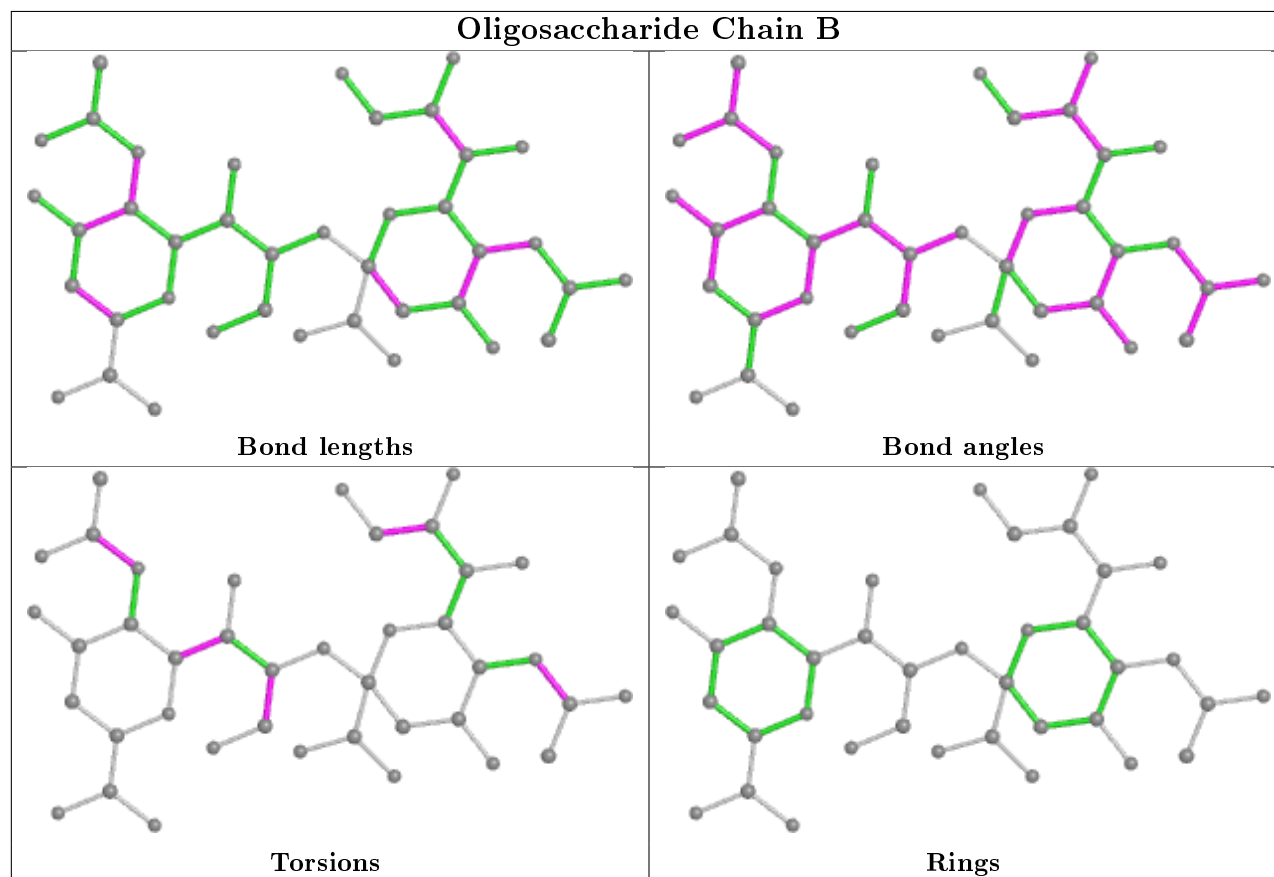 Oligosaccharide Chain B
Bond lengths
Bond angles
Torsions
Rings